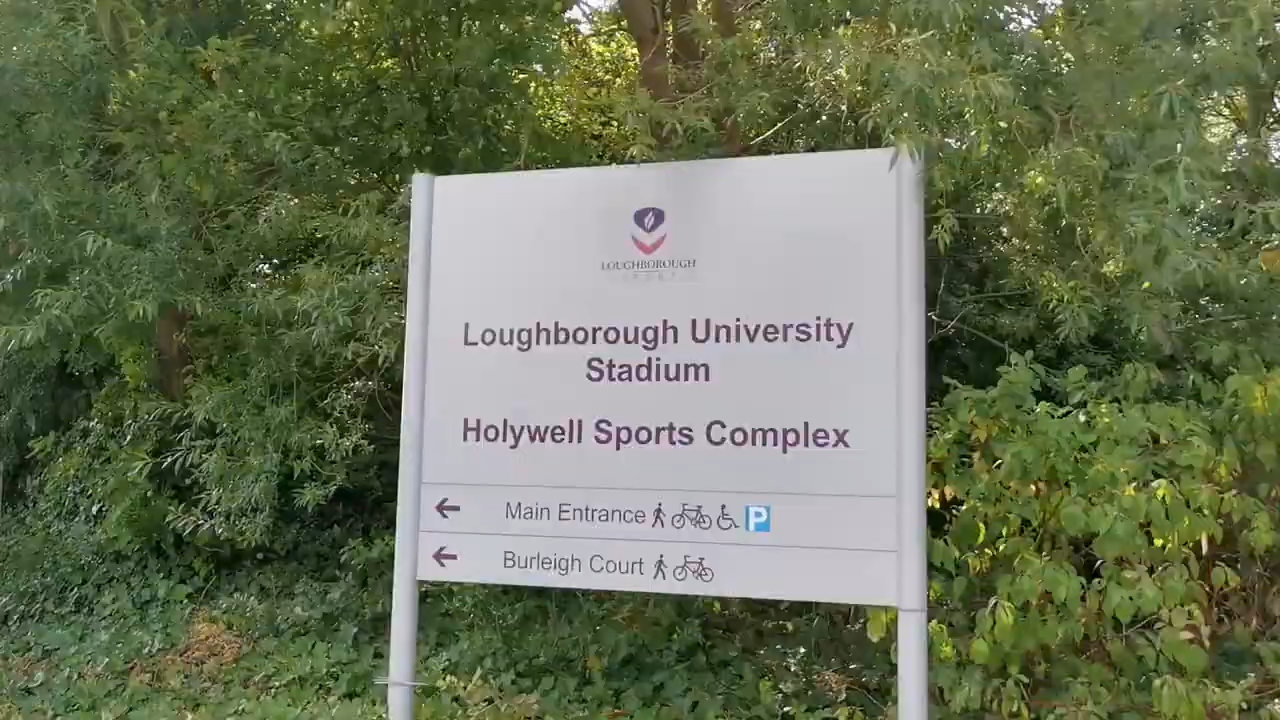 LOUGHBOROUGH
Loughborough University
Stadium
Holywell Sports Complex
Main Entrance P
Burleigh Court